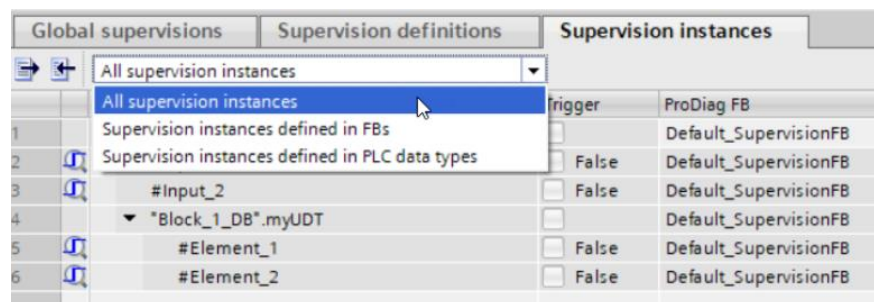 Global supervisions Supervision definitions Supervision instances
All supervision instances
All supervision instances Trigger ProDiag FB
1 Supervision instances defined in FBs Default_SupervisionFB
2 Supervision instances defined in PLC data types False Default_SupervisionFB
3 #Input_2 False Default_SupervisionFB
4 "Block_1_DB".myUDT Default_SupervisionFB
5 #Element_1 False Default_SupervisionFB
6 #Element_2 False Default_SupervisionFB